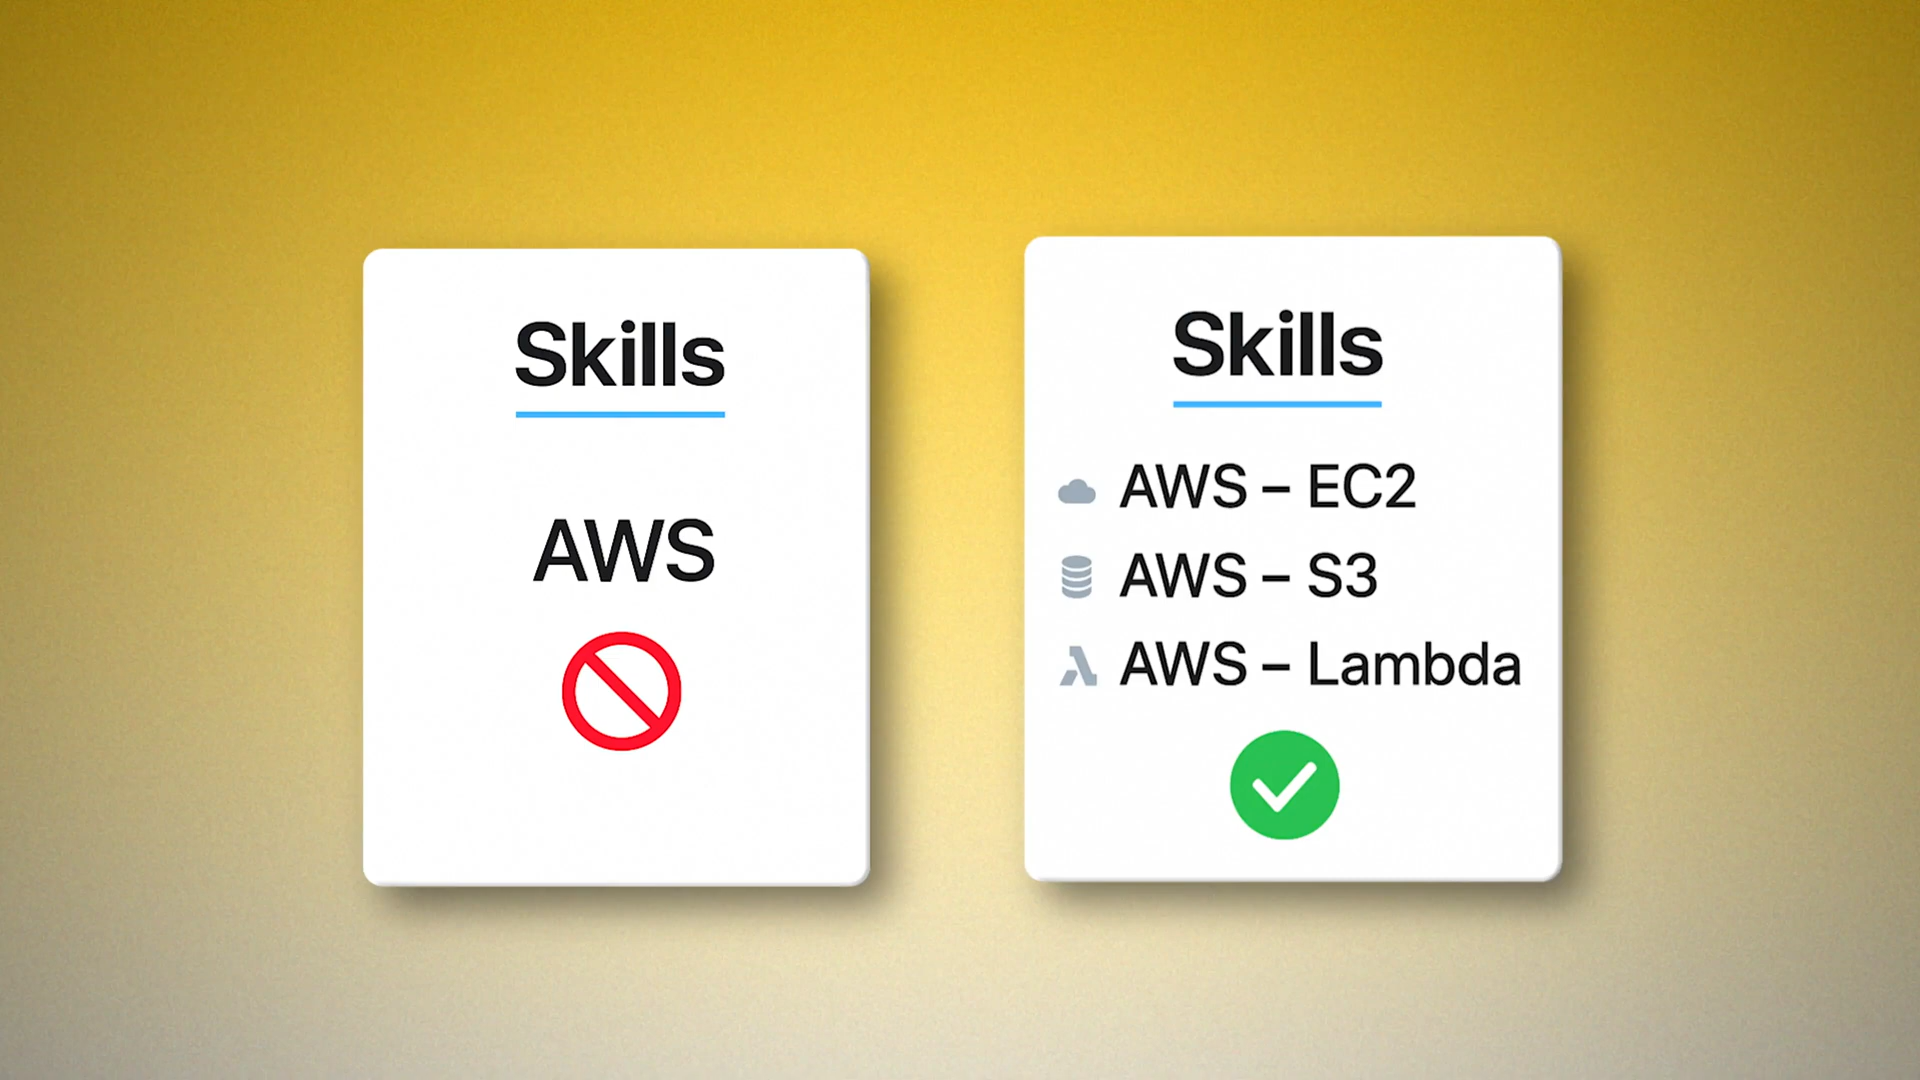 Skills
AWS
Skills
AWS – EC2
AWS – S3
AWS – Lambda